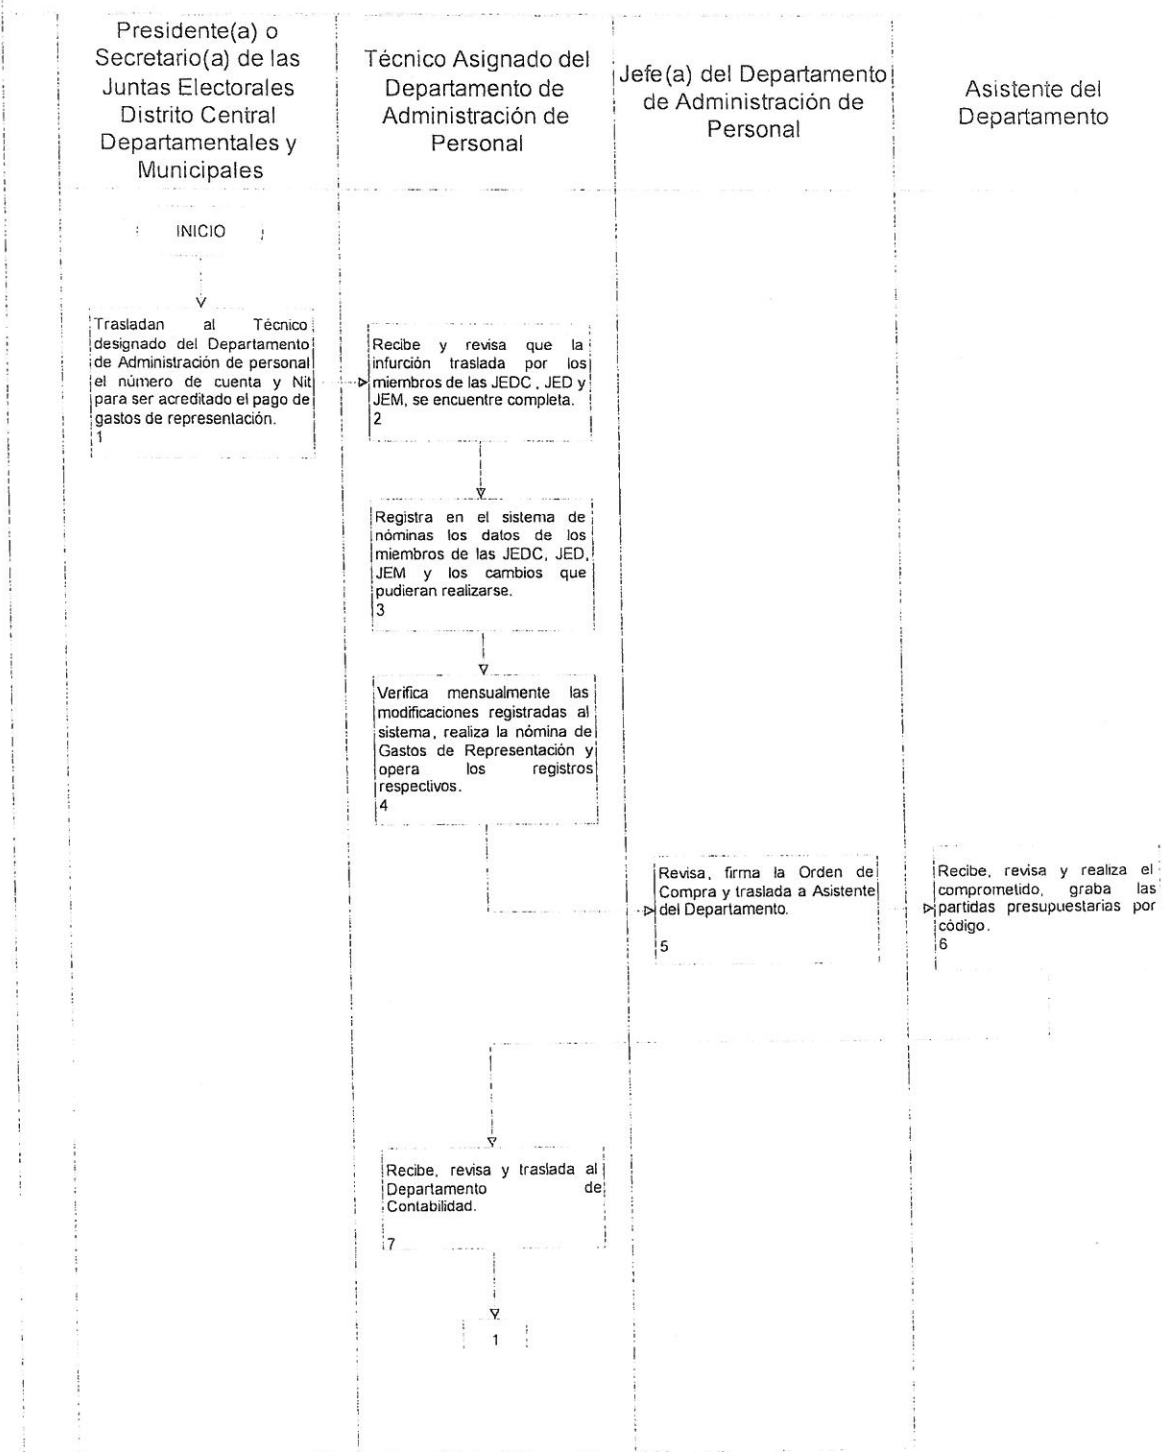 Presidente(a) o
Secretario(a) de las
Juntas Electorales
Distrito Central
Departamentales y
Municipales
Técnico Asignado del
Departamento de
Administración de
Personal
Jefe(a) del Departamento
de Administración de
Personal
Asistente del
Departamento
INICIO
Trasladan al Técnico
designado del Departamento
de Administración de personal
el número de cuenta y Nit
para ser acreditado el pago de
gastos de representación.
1
Recibe y revisa que la
infurción traslada por los
miembros de las JEDC , JED y
JEM, se encuentre completa.
2
Registra en el sistema de
nóminas los datos de los
miembros de las JEDC, JED,
JEM y los cambios que
pudieran realizarse.
3
Verifica mensualmente las
modificaciones registradas al
sistema, realiza la nómina de
Gastos de Representación y
opera los registros
respectivos.
4
Revisa, firma la Orden de
Compra y traslada a Asistente
del Departamento.
5
Recibe, revisa y realiza el
comprometido, graba las
partidas presupuestarias por
código.
6
Recibe, revisa y traslada al
Departamento de
Contabilidad.
7
1